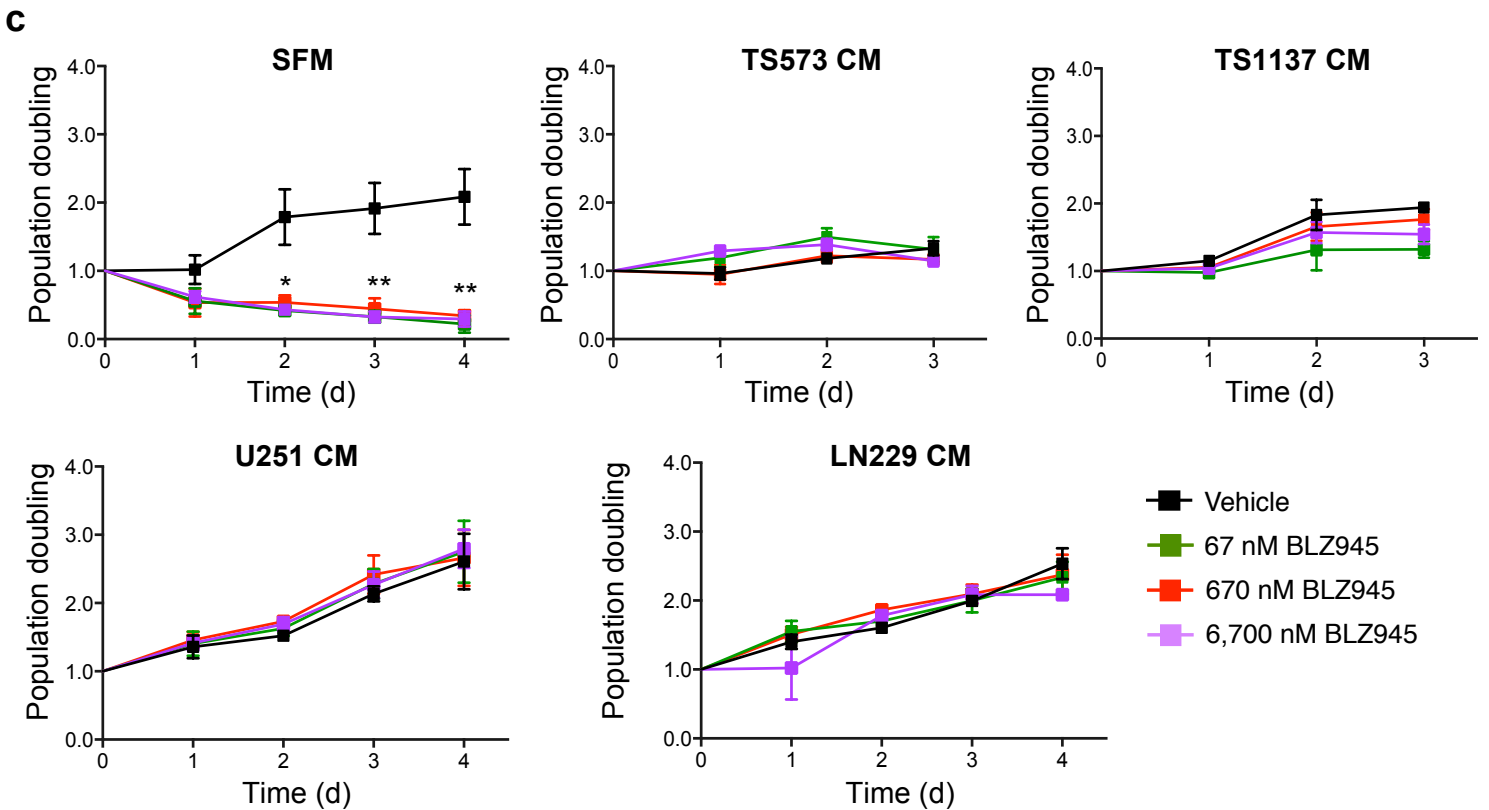 c
SFM
Population doubling
4.0
3.0
2.0
1.0
0.0
*
**
**
0
1
2
3
4
Time (d)
TS573 CM
Population doubling
4.0
3.0
2.0
1.0
0.0
0
1
2
3
Time (d)
TS1137 CM
Population doubling
4.0
3.0
2.0
1.0
0.0
0
1
2
3
Time (d)
U251 CM
Population doubling
4.0
3.0
2.0
1.0
0.0
0
1
2
3
4
Time (d)
LN229 CM
Population doubling
4.0
3.0
2.0
1.0
0.0
0
1
2
3
4
Time (d)
Vehicle
67 nM BLZ945
670 nM BLZ945
6,700 nM BLZ945